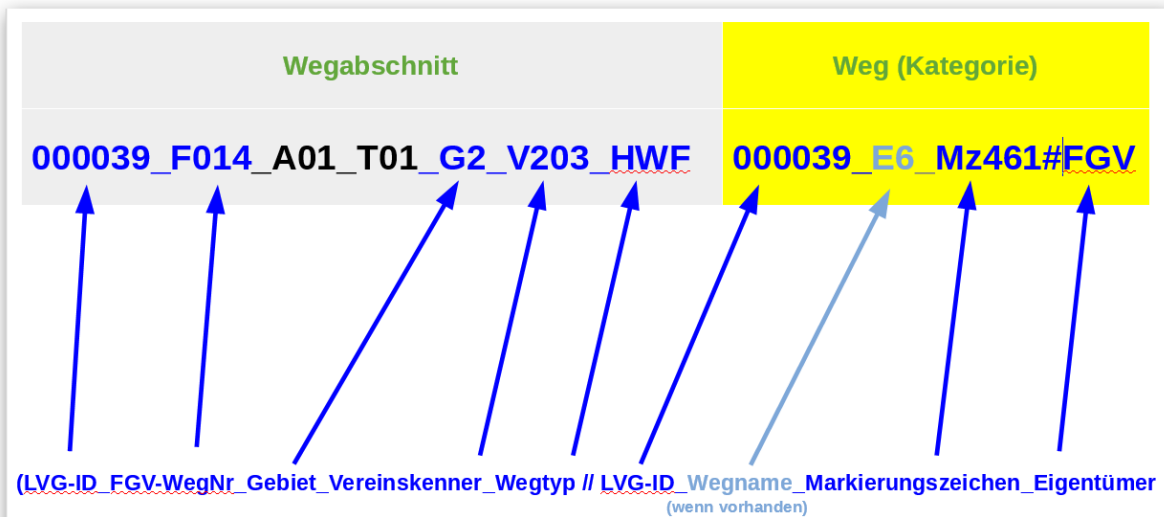 Wegabschnitt Weg (Kategorie)
000039_F014_A01_T01_G2_V203_HWF 000039_E6_Mz461#FGV
(LVG-ID_FGV-WegNr_Gebiet_Vereinskenner_Wegtyp // LVG-ID_Wegname_Markierungszeichen_Eigentümer
(wenn vorhanden)